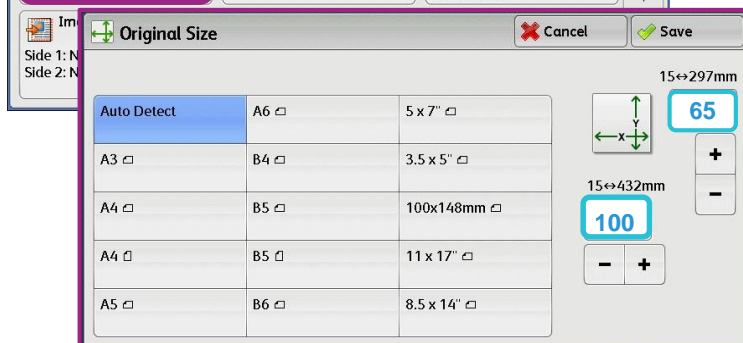 Im
Side 1: N
Side 2: N
Original Size
Cancel
Save
15↔297mm
65
Auto Detect
A6
5 x 7"
Y
X
+
A3
B4
3.5 x 5"
−
15↔432mm
A4
B5
100x148mm
100
A4
B5
11 x 17"
− +
A5
B6
8.5 x 14"